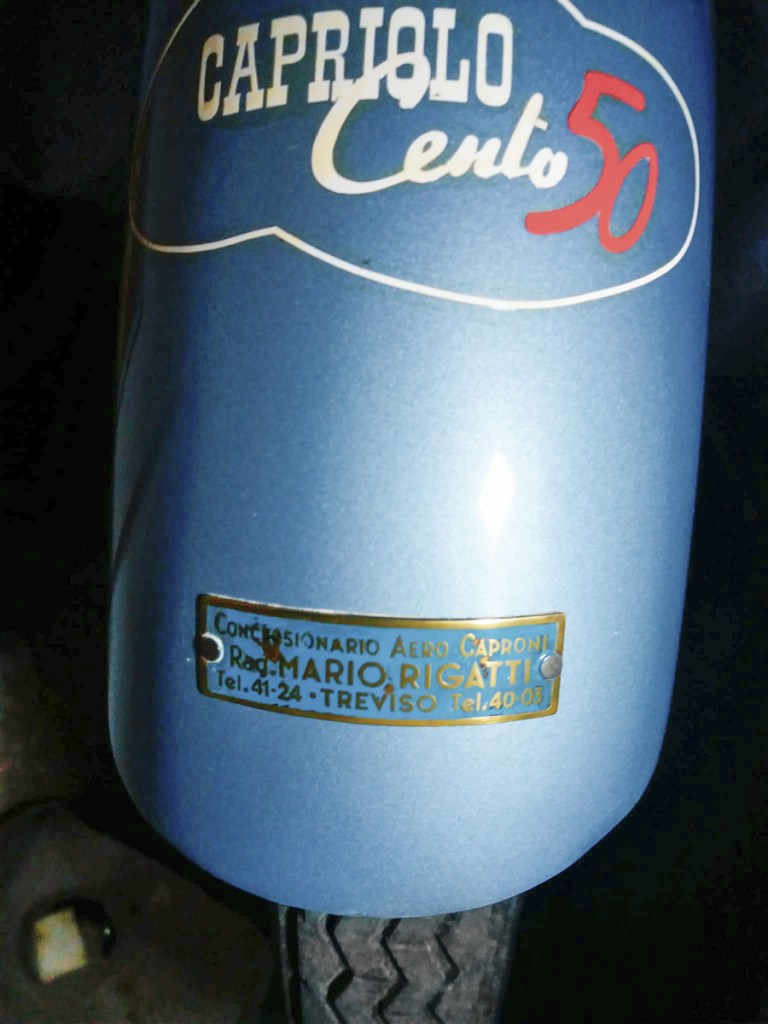 CAPRIOLO
Cento 50
CONCESSIONARIO AERO CAPRONI
Rag. MARIO RIGATTI
Tel. 41-24 • TREVISO Tel. 40-03